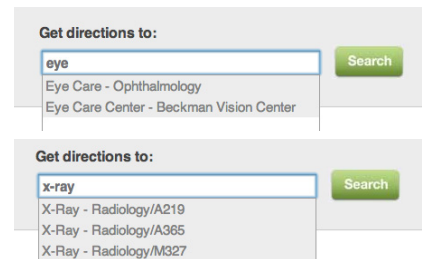 Get directions to:
eye
Search
Eye Care - Ophthalmology
Eye Care Center - Beckman Vision Center
Get directions to:
x-ray
Search
X-Ray - Radiology/A219
X-Ray - Radiology/A365
X-Ray - Radiology/M327